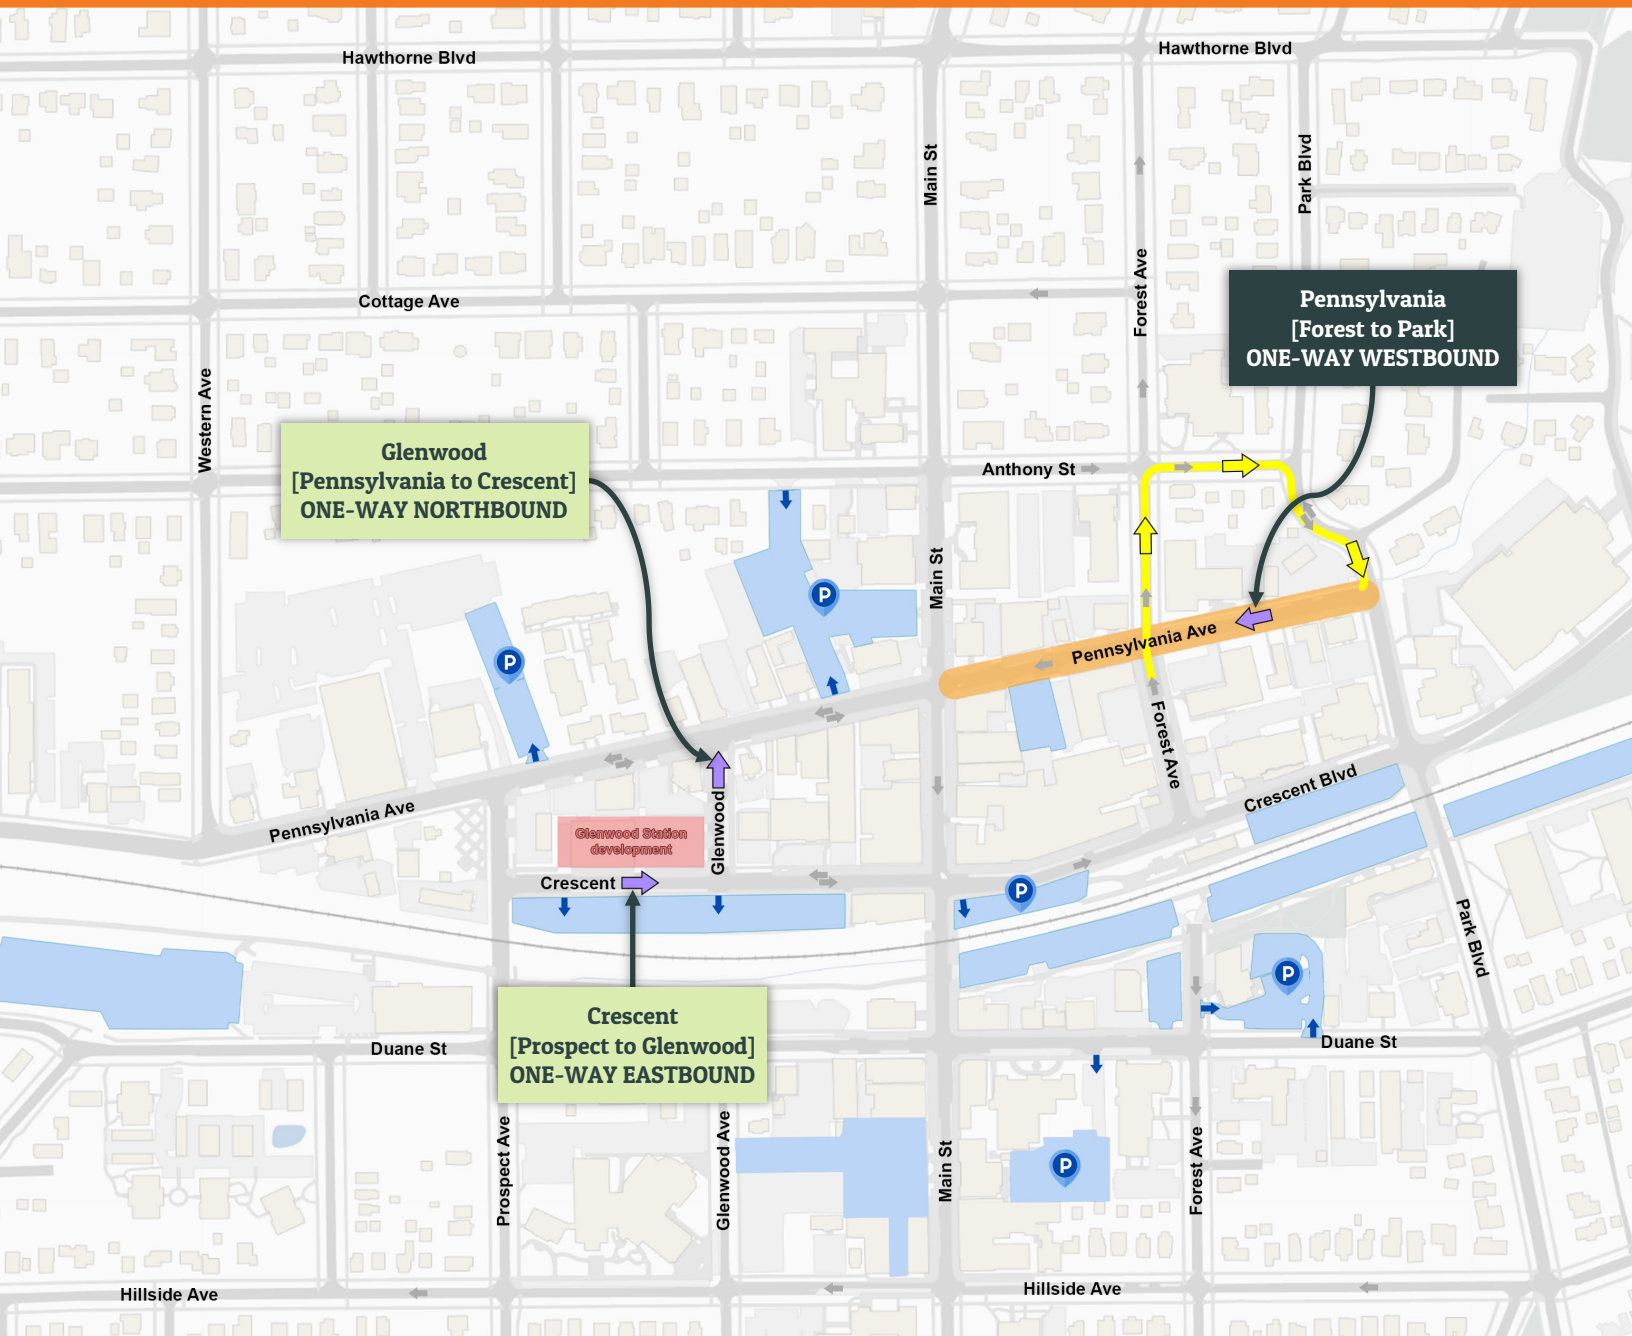 Hawthorne Blvd
Hawthorne Blvd
Main St
Park Blvd
Forest Ave
Cottage Ave
Pennsylvania
[Forest to Park]
ONE-WAY WESTBOUND
Western Ave
Glenwood
[Pennsylvania to Crescent]
ONE-WAY NORTHBOUND
Anthony St
Main St
P
P
Pennsylvania Ave
Forest Ave
Pennsylvania Ave
Crescent Blvd
Glenwood Station
development
Glenwood
Crescent
P
Park Blvd
P
Crescent
[Prospect to Glenwood]
ONE-WAY EASTBOUND
Duane St
Duane St
Prospect Ave
Glenwood Ave
Main St
P
Forest Ave
Hillside Ave
Hillside Ave